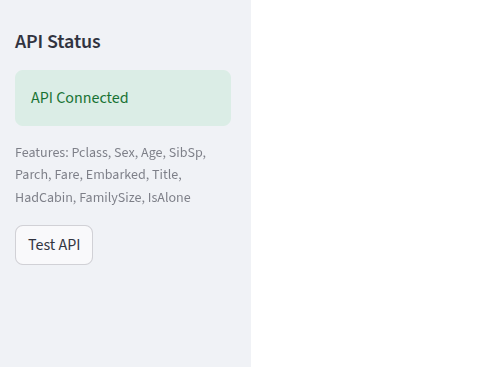 API Status
API Connected
Features: Pclass, Sex, Age, SibSp,
Parch, Fare, Embarked, Title,
HadCabin, FamilySize, IsAlone
Test API